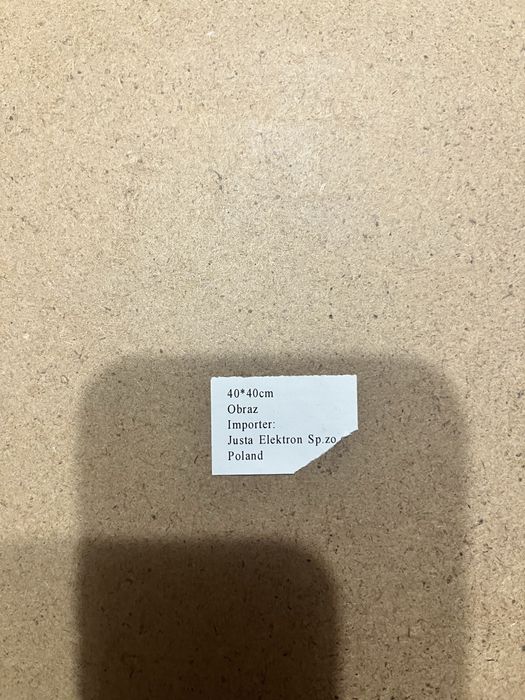 40*40cm
Obraz
Importer:
Justa Elektron Sp.zo
Poland